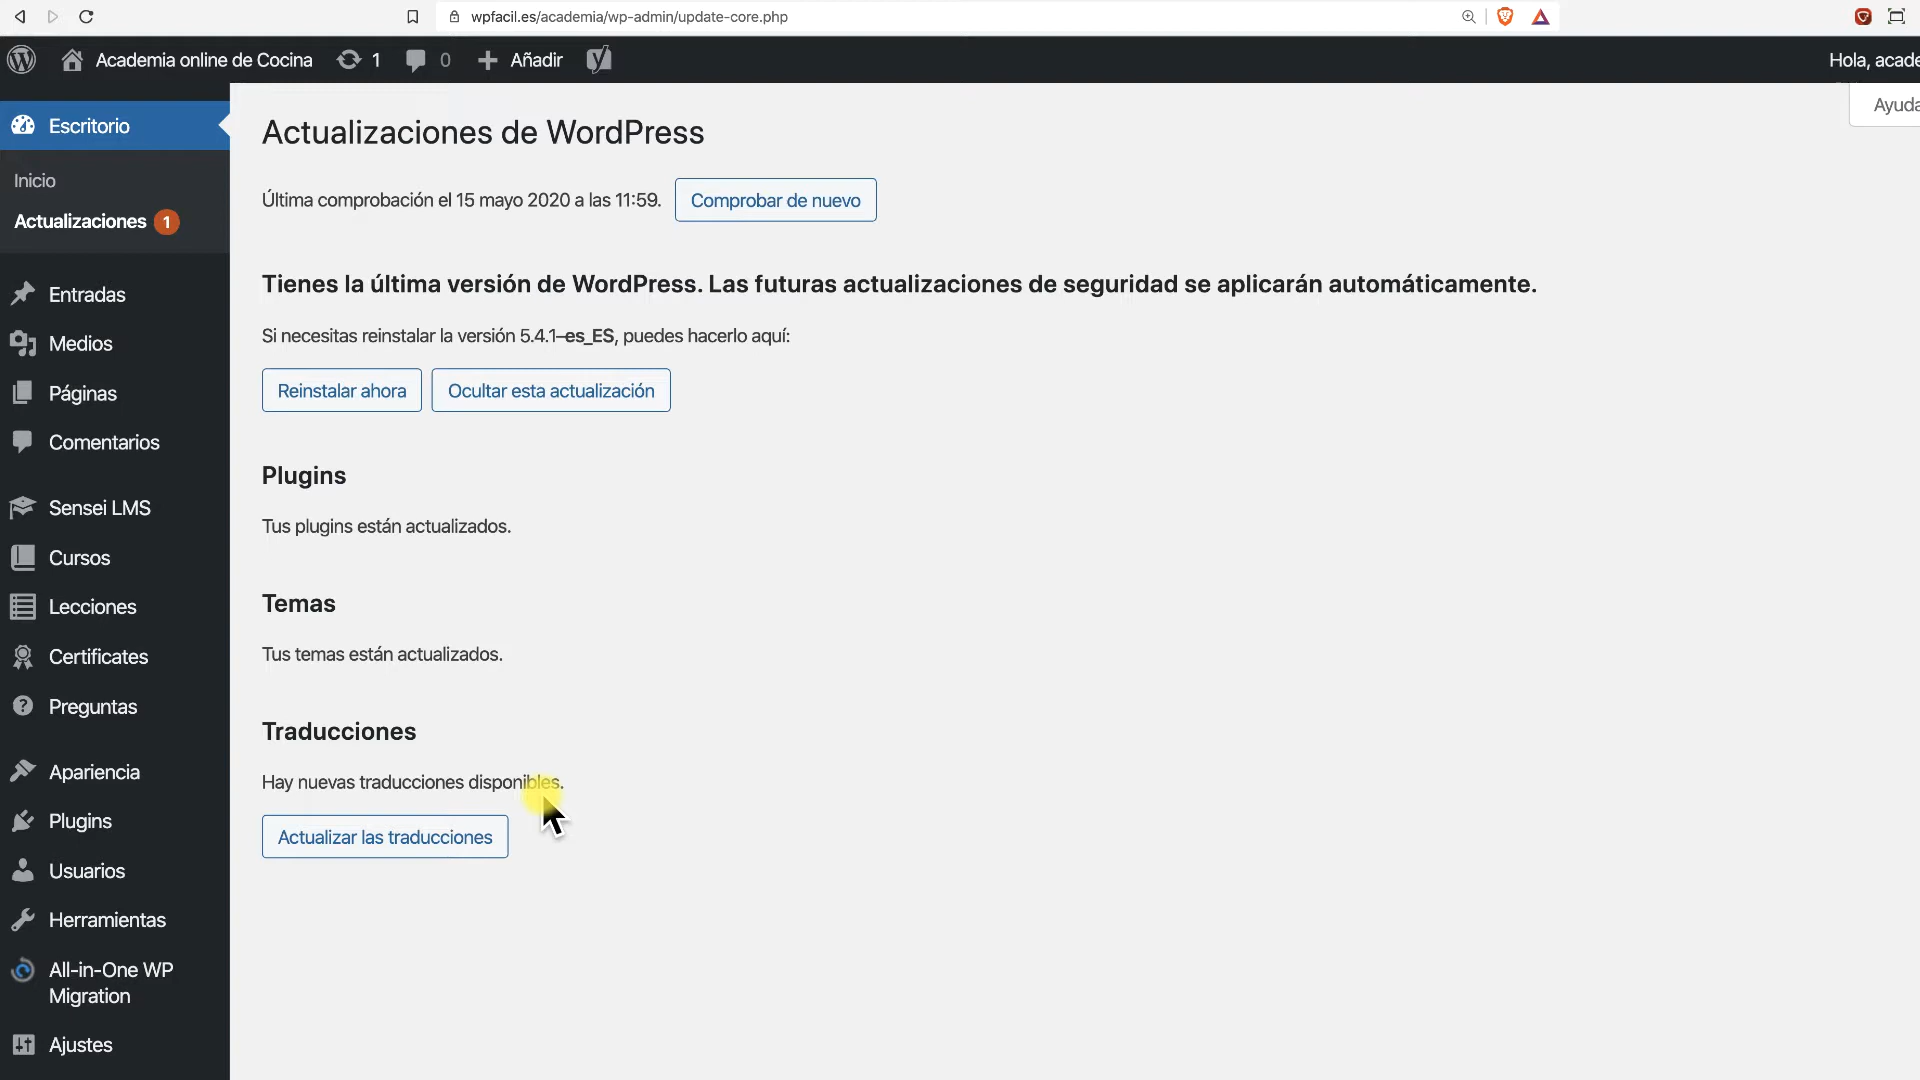 wpfacil.es/academia/wp-admin/update-core.php
Academia online de Cocina 1 0 Añadir
Hola, acade
Ayuda
Escritorio
Inicio
Actualizaciones 1
Entradas
Medios
Páginas
Comentarios
Sensei LMS
Cursos
Lecciones
Certificates
Preguntas
Apariencia
Plugins
Usuarios
Herramientas
All-in-One WP
Migration
Ajustes
Actualizaciones de WordPress
Última comprobación el 15 mayo 2020 a las 11:59. Comprobar de nuevo
Tienes la última versión de WordPress. Las futuras actualizaciones de seguridad se aplicarán automáticamente.
Si necesitas reinstalar la versión 5.4.1–es_ES, puedes hacerlo aquí:
Reinstalar ahora Ocultar esta actualización
Plugins
Tus plugins están actualizados.
Temas
Tus temas están actualizados.
Traducciones
Hay nuevas traducciones disponibles.
Actualizar las traducciones